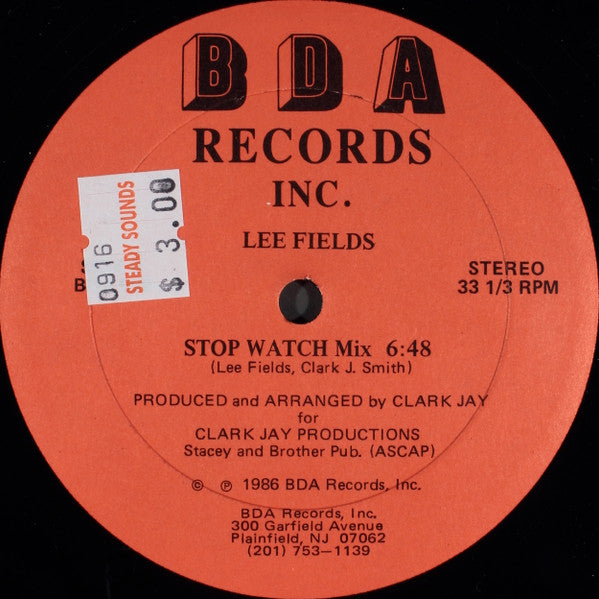 BDA
RECORDS
INC.
LEE FIELDS
0916
STEADY SOUNDS
$ 3.00
STEREO
33 1/3 RPM
STOP WATCH Mix 6:48
(Lee Fields, Clark J. Smith)
PRODUCED and ARRANGED by CLARK JAY
for
CLARK JAY PRODUCTIONS
Stacey and Brother Pub. (ASCAP)
© ℗ 1986 BDA Records, Inc.
BDA Records, Inc.
300 Garfield Avenue
Plainfield, NJ 07062
(201) 753-1139